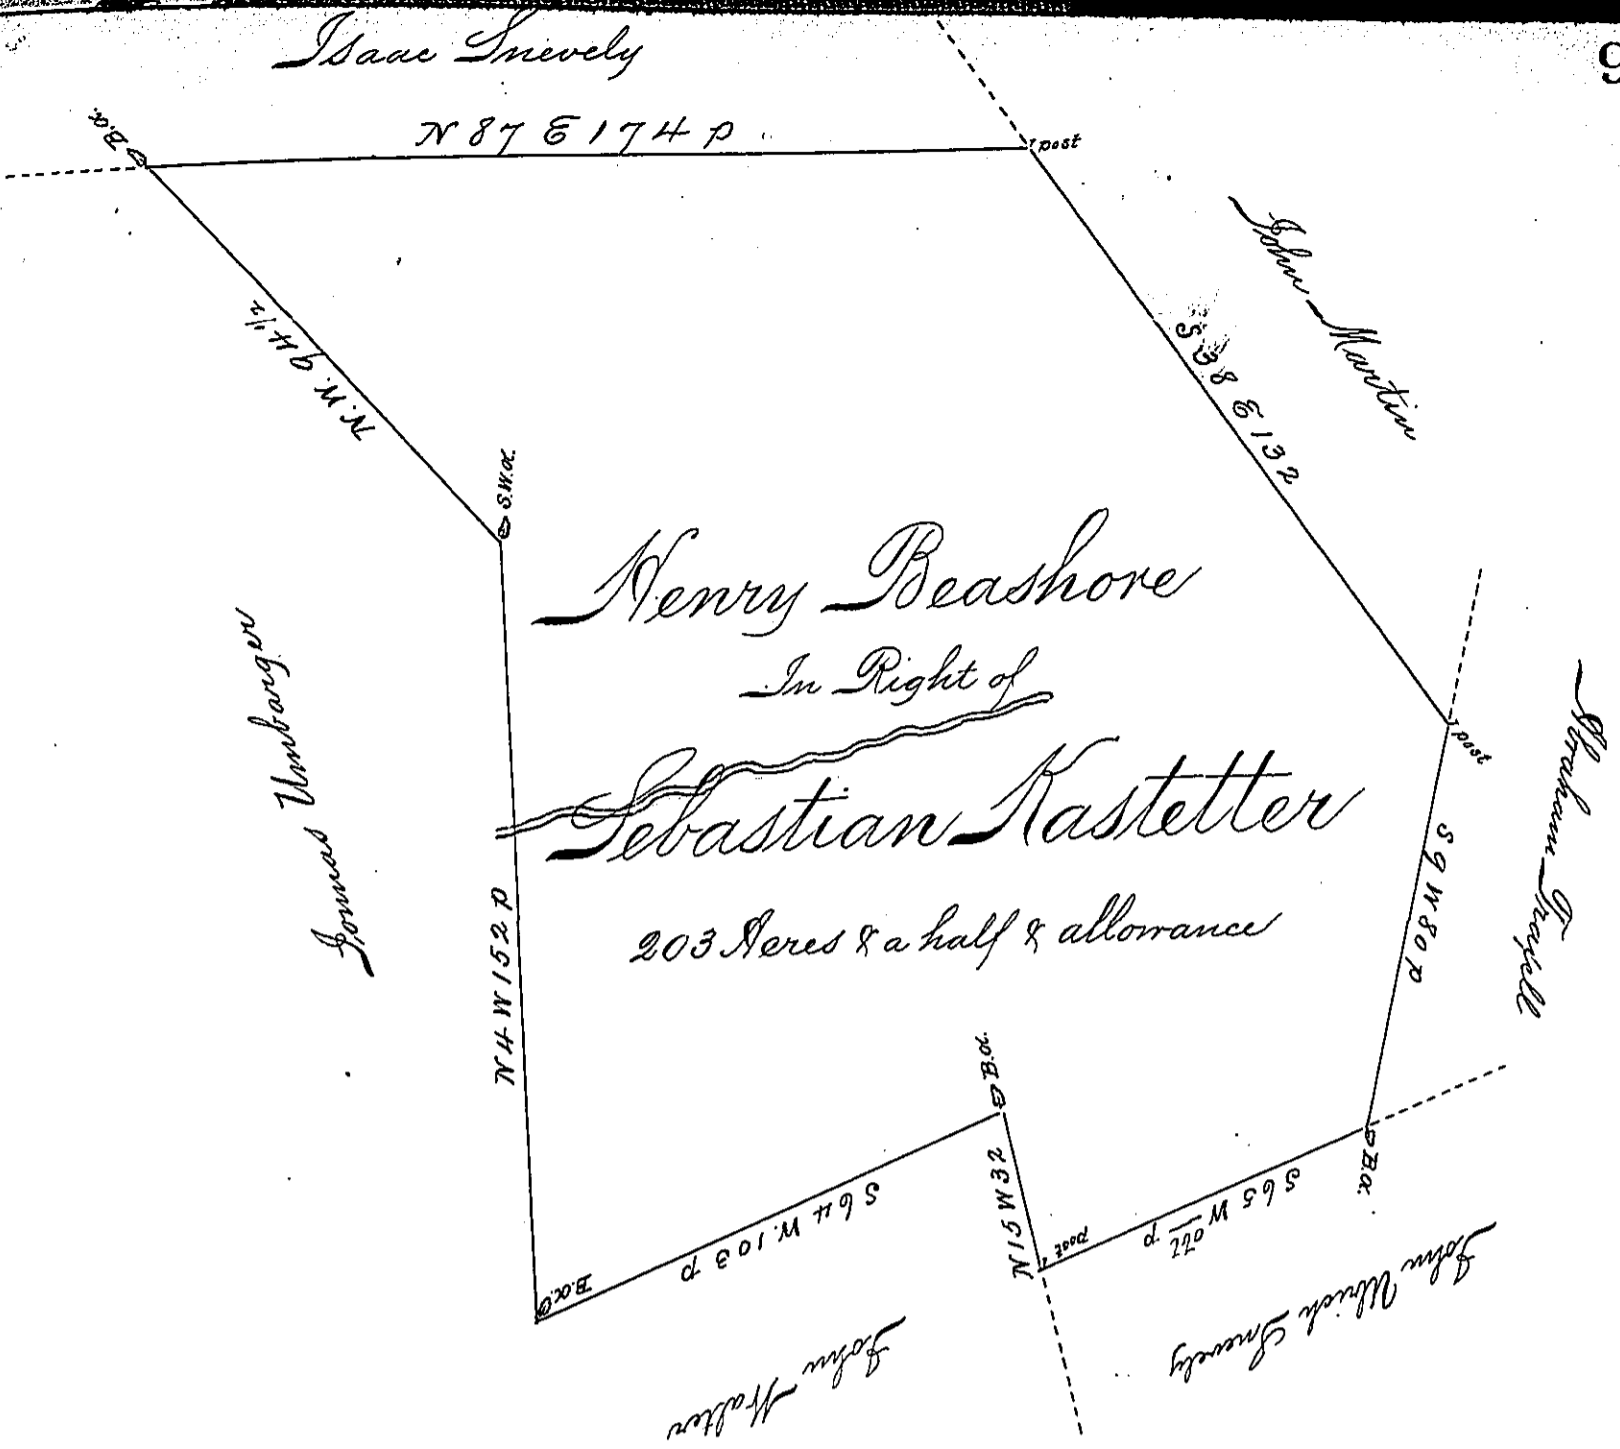 9
Isaac Snevely
N 87 E 174 P
B.O.
post
John Martin
S 38 E 132
N.W. 94 1/2
S.W.O.
Henry Beashore
In Right of
Sebastian Kastetter
203 Acres & a half & allowance
Jonas Umbarger
N 4 W 152 P
post
Abraham
S 9 W 80 P
B.O.
N 15 W 32
B.O.
S 65 W P
post
S 64 W. 103 P
B.O.
John Ulrich Snevely
John Walter